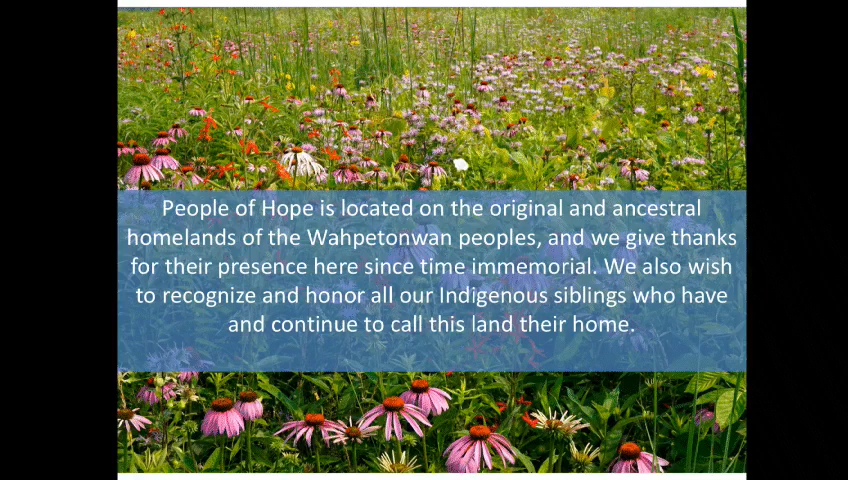 People of Hope is located on the original and ancestral
homelands of the Wahpetonwan peoples, and we give thanks
for their presence here since time immemorial. We also wish
to recognize and honor all our Indigenous siblings who have
and continue to call this land their home.